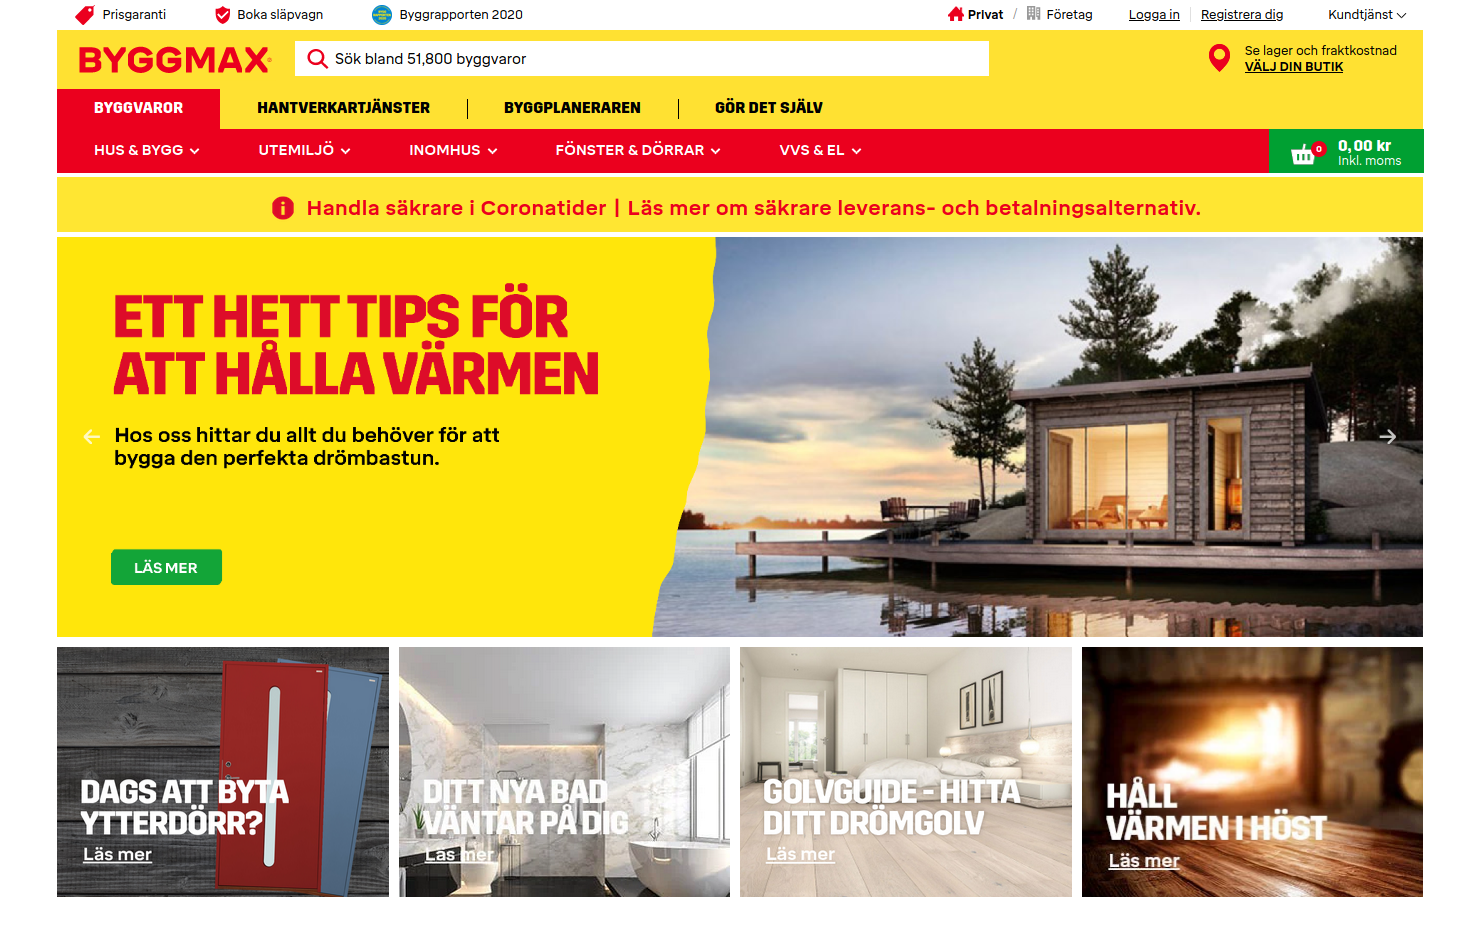 Prisgaranti
Boka släpvagn
Byggrapporten 2020
Privat / Företag
Logga in
Registrera dig
Kundtjänst
BYGGMAX
Sök bland 51,800 byggvaror
Se lager och fraktkostnad
VÄLJ DIN BUTIK
BYGGVAROR
HANTVERKARTJÄNSTER
BYGGPLANERAREN
GÖR DET SJÄLV
HUS & BYGG
UTEMILJÖ
INOMHUS
FÖNSTER & DÖRRAR
VVS & EL
0
0,00 kr
Inkl. moms
Handla säkrare i Coronatider | Läs mer om säkrare leverans- och betalningsalternativ.
ETT HETT TIPS FÖR
ATT HÅLLA VÄRMEN
Hos oss hittar du allt du behöver för att
bygga den perfekta drömbastun.
LÄS MER
DAGS ATT BYTA
YTTERDÖRR?
Läs mer
DITT NYA BAD
VÄNTAR PÅ DIG
Läs mer
GOLVGUIDE - HITTA
DITT DRÖMGOLV
Läs mer
HÅLL
VÄRMEN I HÖST
Läs mer